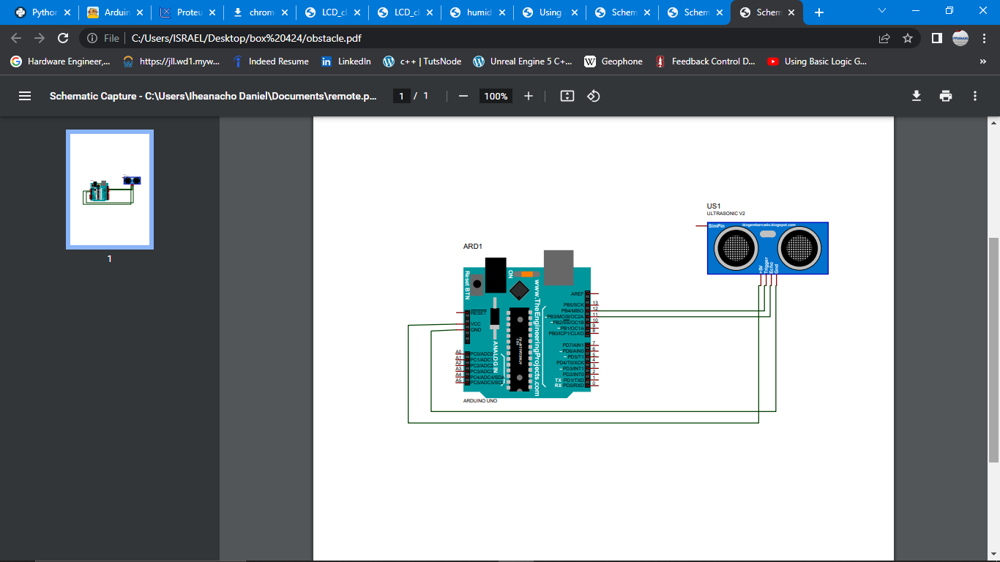 Python
Arduin
Proteu
chrom
LCD_cl
LCD_cl
humid
Using
Schem
Schem
Schem
File
C:/Users/ISRAEL/Desktop/box%20424/obstacle.pdf
Hardware Engineer,...
https://jll.wd1.myw...
Indeed Resume
LinkedIn
c++ | TutsNode
Unreal Engine 5 C+...
Geophone
Feedback Control D...
Using Basic Logic G...
»
Schematic Capture - C:\Users\Iheanacho Daniel\Documents\remote.p...
1 / 1
100%
1
US1
ULTRASONIC V2
SimPin
blogembarcado.blogspot.com
+5V
Trigger
Echo
Gnd
ARD1
Reset BTN
ON
www.TheEngineeringProjects.com
ANALOG IN
RESET
VCC
GND
A0 PC0/ADC0
A1 PC1/ADC1
A2 PC2/ADC2
A3 PC3/ADC3
A4 PC4/ADC4/SDA
A5 PC5/ADC5/SCL
AREF
PB5/SCK 13
PB4/MISO 12
~PB3/MOSI/OC2A 11
~PB2/SS/OC1B 10
~PB1/OC1A 9
PB0/ICP1/CLKO 8
PD7/AIN1 7
~PD6/AIN0 6
~PD5/T1 5
PD4/T0/XCK 4
~PD3/INT1 3
PD2/INT0 2
TX PD1/TXD 1
RX PD0/RXD 0
ARDUINO UNO